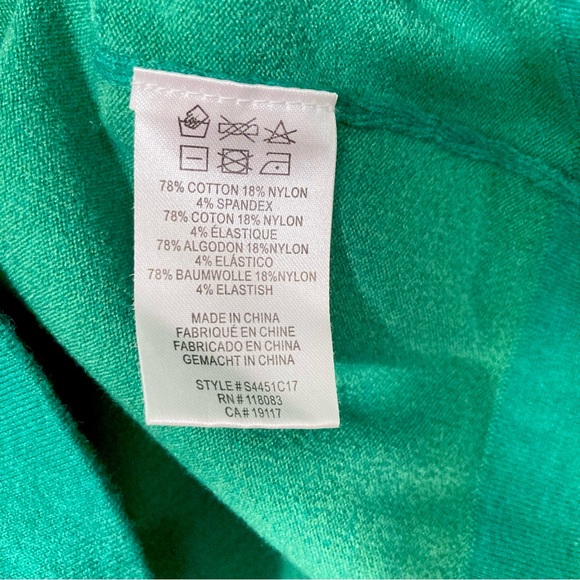 78% COTTON 18% NYLON
4% SPANDEX
78% COTON 18% NYLON
4% ÉLASTIQUE
78% ALGODON 18%NYLON
4% ELÁSTICO
78% BAUMWOLLE 18%NYLON
4% ELASTISH
MADE IN CHINA
FABRIQUÉ EN CHINE
FABRICADO EN CHINA
GEMACHT IN CHINA
STYLE# S4451C17
RN# 118083
CA# 19117